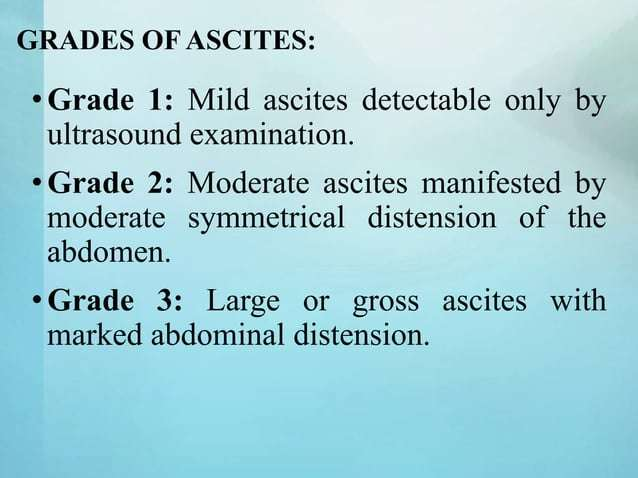 GRADES OF ASCITES:
• Grade 1: Mild ascites detectable only by
ultrasound examination.
• Grade 2: Moderate ascites manifested by
moderate symmetrical distension of the
abdomen.
• Grade 3: Large or gross ascites with
marked abdominal distension.